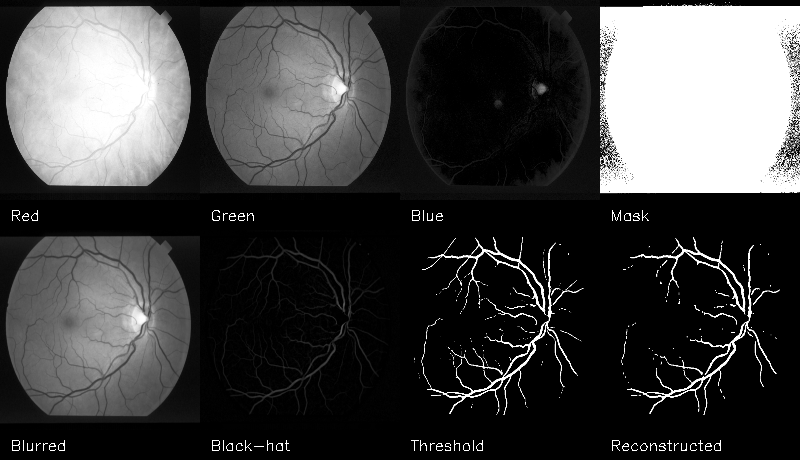 Red
Green
Blue
Mask
Blurred
Black-hat
Threshold
Reconstructed